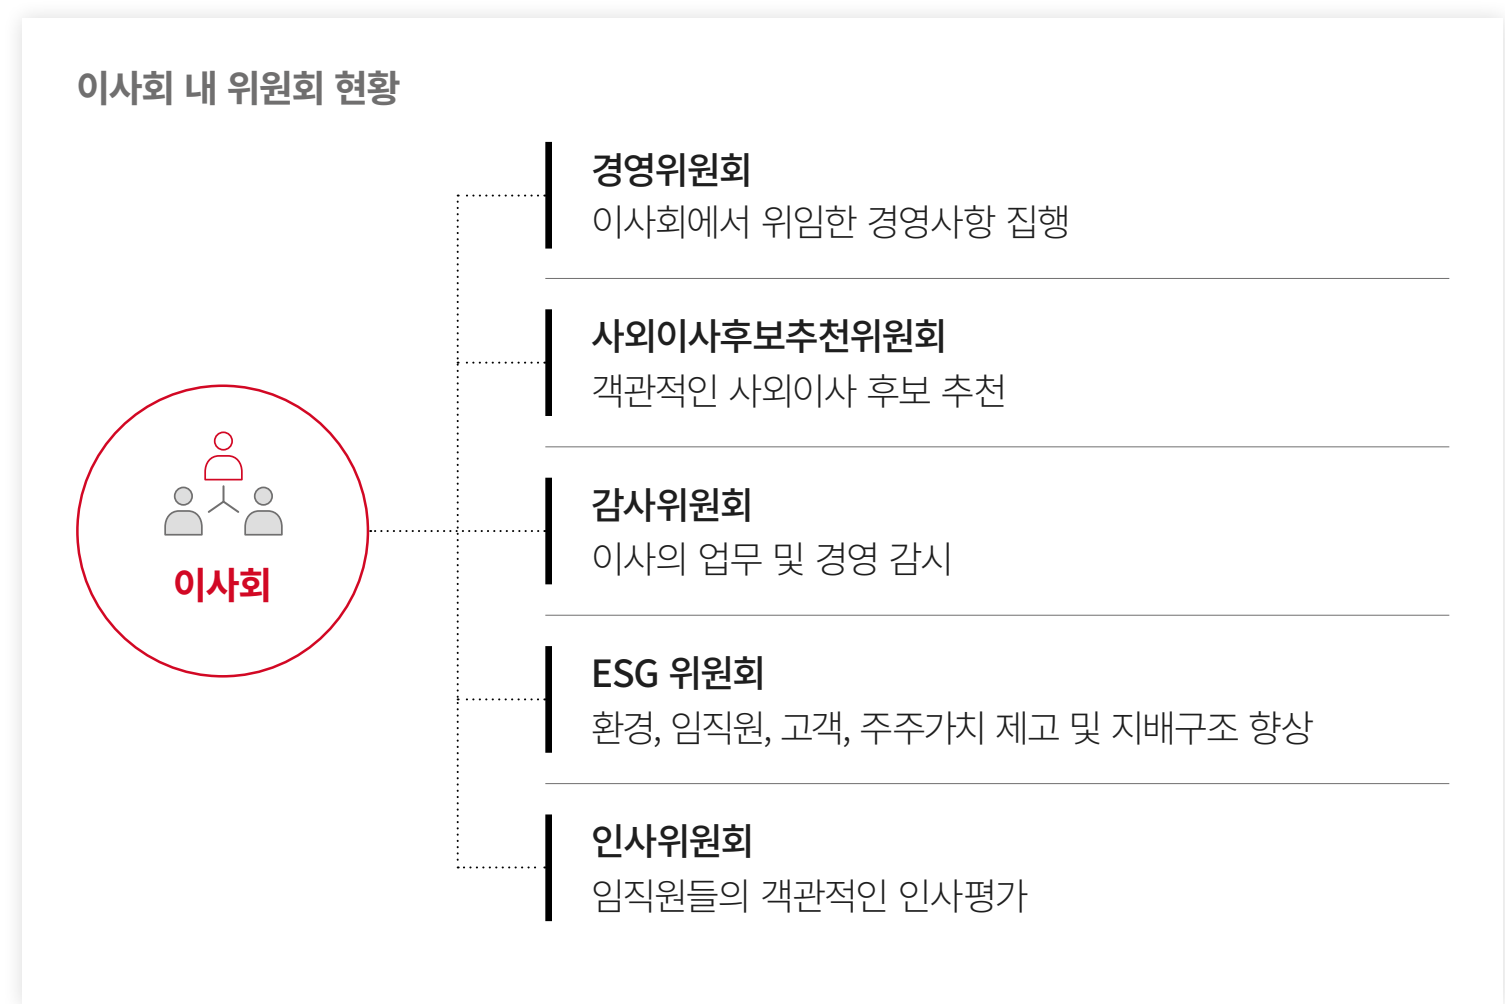 이사회 내 위원회 현황
경영위원회
이사회에서 위임한 경영사항 집행
사외이사후보추천위원회
객관적인 사외이사 후보 추천
감사위원회
이사의 업무 및 경영 감시
이사회
ESG 위원회
환경, 임직원, 고객, 주주가치 제고 및 지배구조 향상
인사위원회
임직원들의 객관적인 인사평가